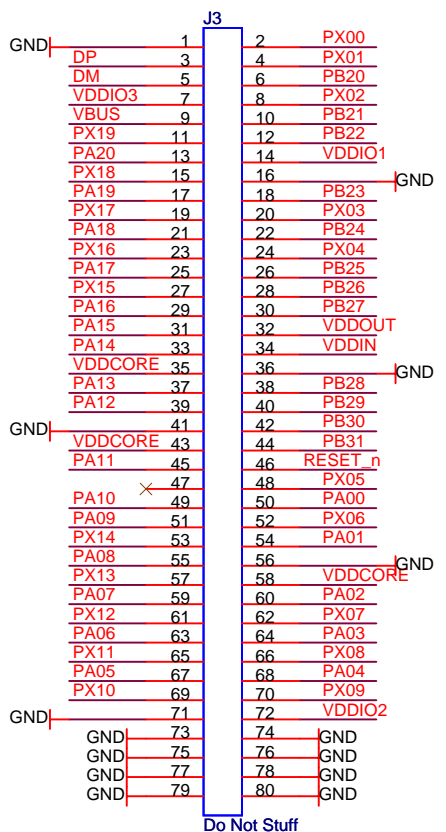 J3
GND 1 2 PX00
DP 3 4 PX01
DM 5 6 PB20
VDDIO3 7 8 PX02
VBUS 9 10 PB21
PX19 11 12 PB22
PA20 13 14 VDDIO1
PX18 15 16 GND
PA19 17 18 PB23
PX17 19 20 PX03
PA18 21 22 PB24
PX16 23 24 PX04
PA17 25 26 PB25
PX15 27 28 PB26
PA16 29 30 PB27
PA15 31 32 VDDOUT
PA14 33 34 VDDIN
VDDCORE 35 36 GND
PA13 37 38 PB28
PA12 39 40 PB29
GND 41 42 PB30
VDDCORE 43 44 PB31
PA11 45 46 RESET_n
47 48 PX05
PA10 49 50 PA00
PA09 51 52 PX06
PX14 53 54 PA01
PA08 55 56 GND
PX13 57 58 VDDCORE
PA07 59 60 PA02
PX12 61 62 PX07
PA06 63 64 PA03
PX11 65 66 PX08
PA05 67 68 PA04
PX10 69 70 PX09
GND 71 72 VDDIO2
GND 73 74 GND
GND 75 76 GND
GND 77 78 GND
GND 79 80 GND
Do Not Stuff